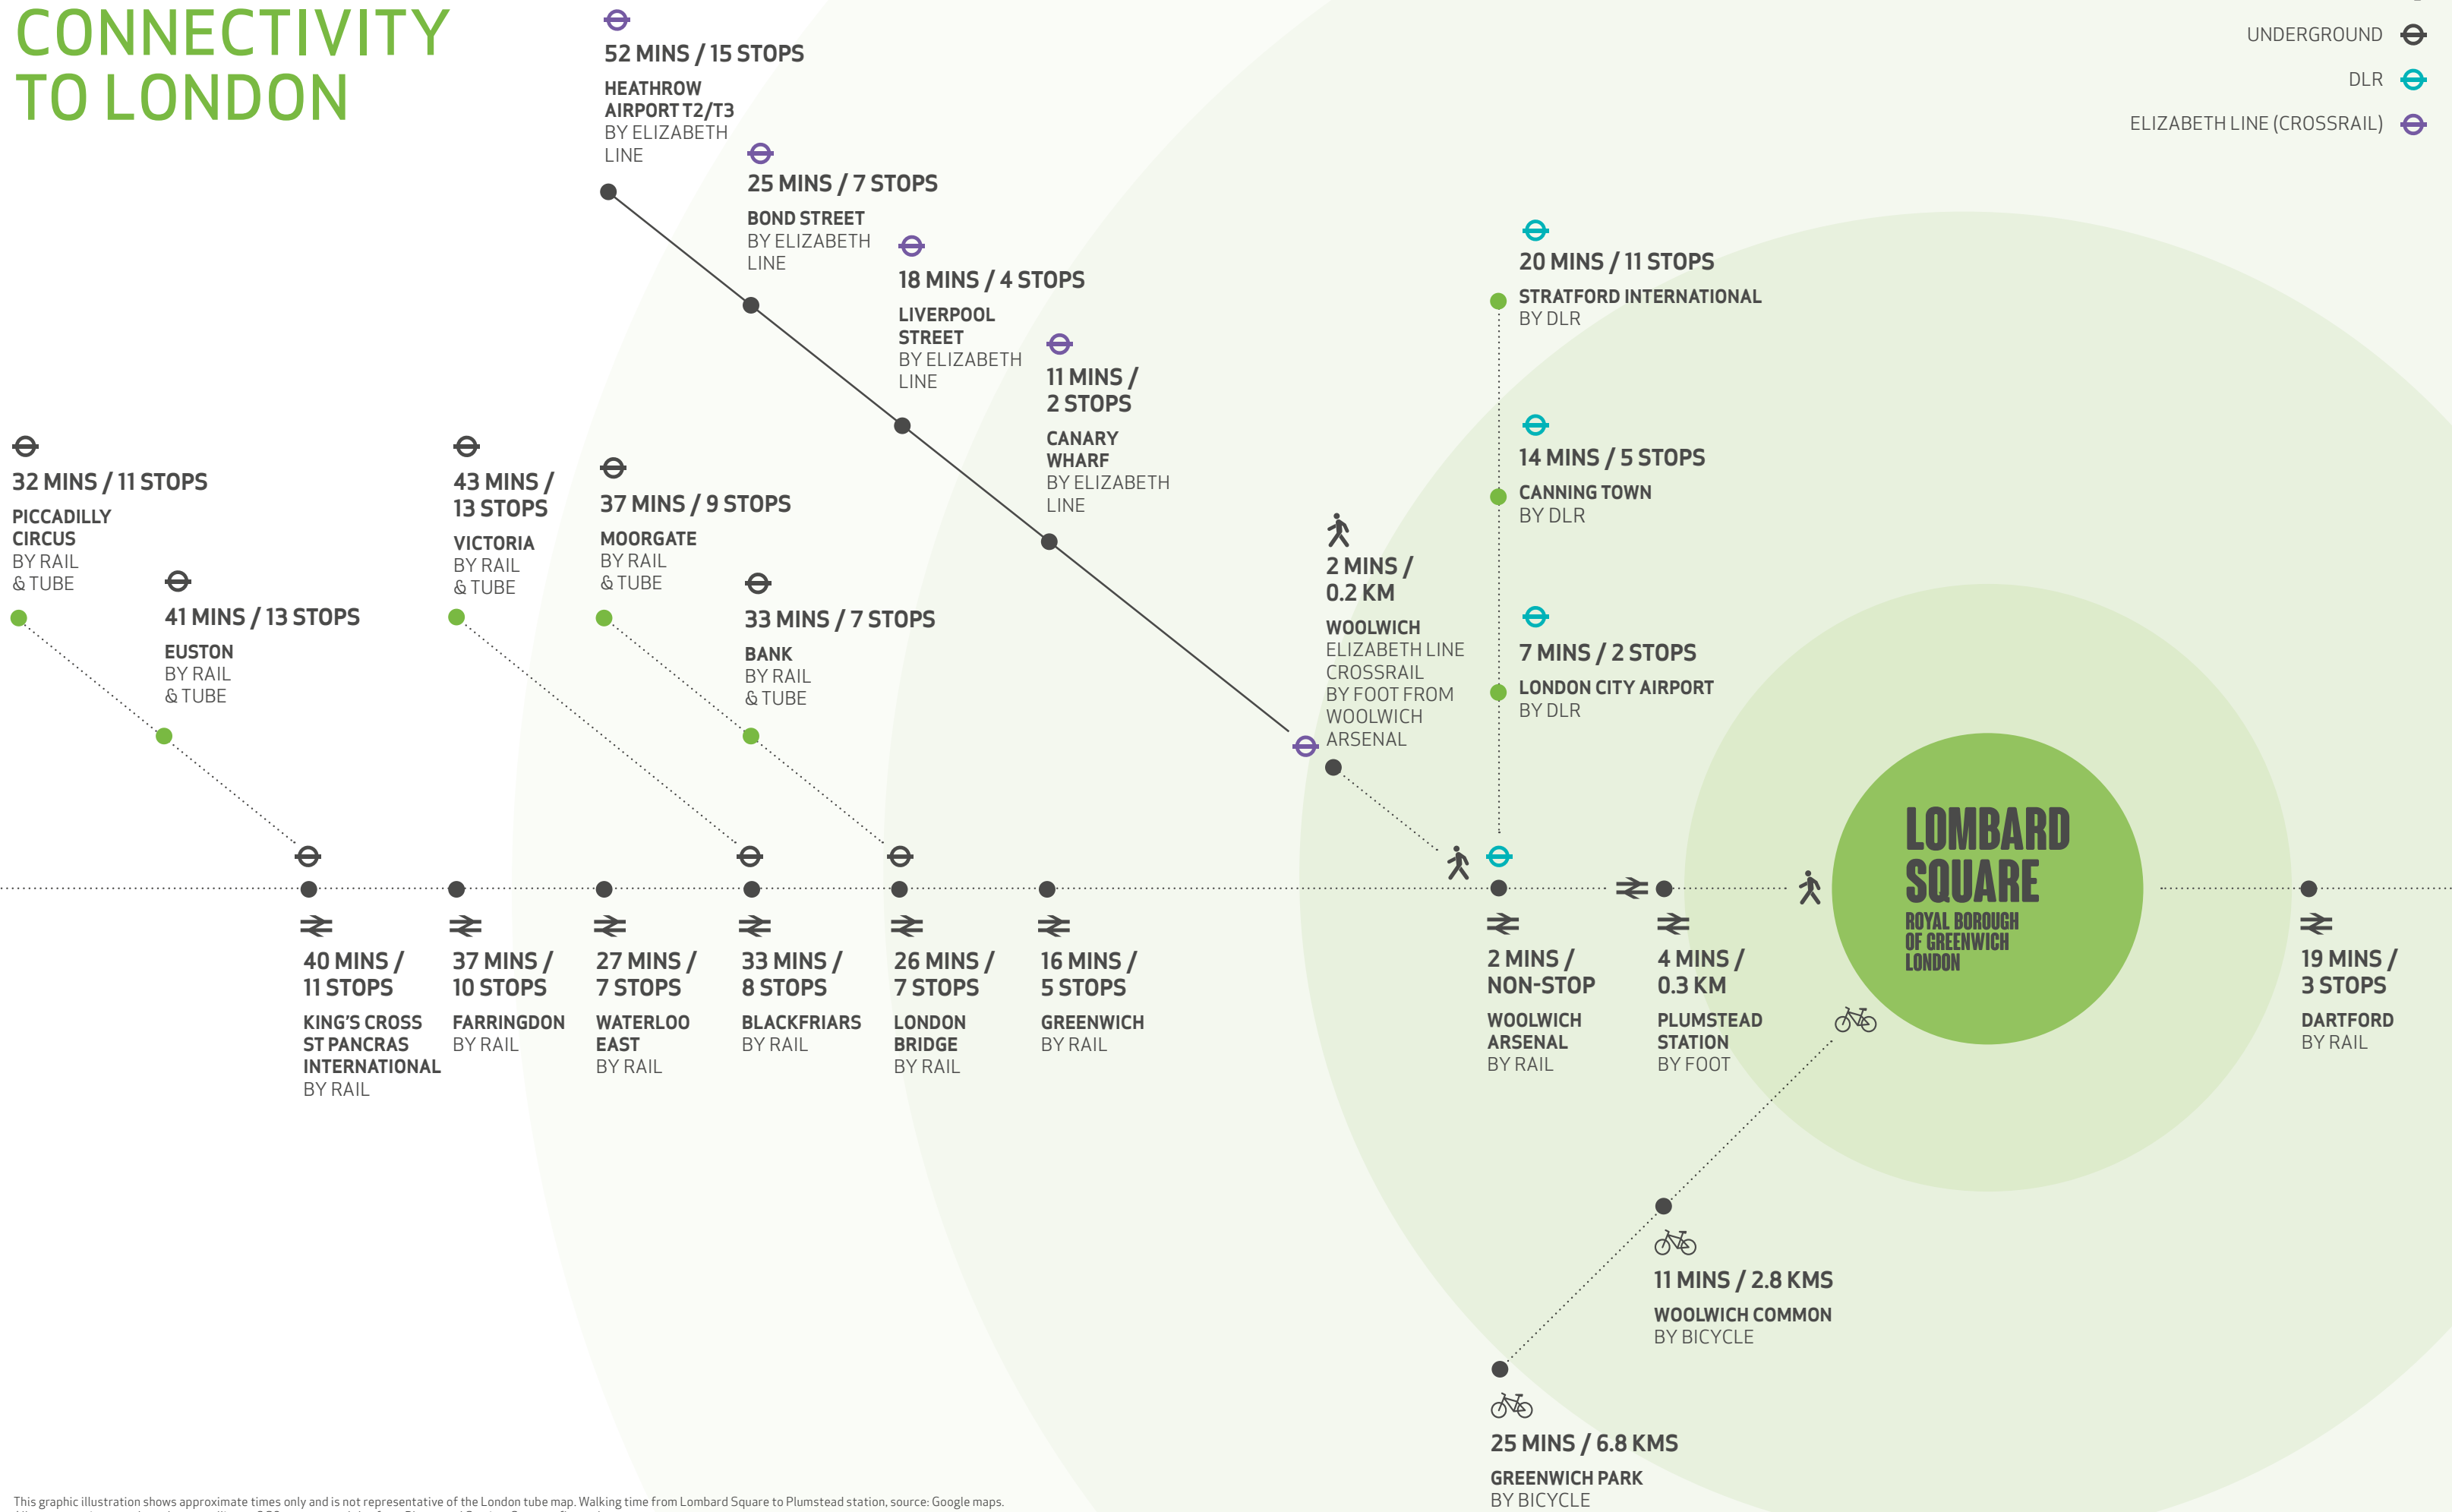 CONNECTIVITY
TO LONDON
UNDERGROUND
DLR
ELIZABETH LINE (CROSSRAIL)
52 MINS / 15 STOPS
HEATHROW
AIRPORT T2/T3
BY ELIZABETH
LINE
25 MINS / 7 STOPS
BOND STREET
BY ELIZABETH
LINE
18 MINS / 4 STOPS
LIVERPOOL
STREET
BY ELIZABETH
LINE
11 MINS /
2 STOPS
CANARY
WHARF
BY ELIZABETH
LINE
20 MINS / 11 STOPS
STRATFORD INTERNATIONAL
BY DLR
14 MINS / 5 STOPS
CANNING TOWN
BY DLR
7 MINS / 2 STOPS
LONDON CITY AIRPORT
BY DLR
32 MINS / 11 STOPS
PICCADILLY
CIRCUS
BY RAIL
& TUBE
41 MINS / 13 STOPS
EUSTON
BY RAIL
& TUBE
43 MINS /
13 STOPS
VICTORIA
BY RAIL
& TUBE
37 MINS / 9 STOPS
MOORGATE
BY RAIL
& TUBE
33 MINS / 7 STOPS
BANK
BY RAIL
& TUBE
2 MINS /
0.2 KM
WOOLWICH
ELIZABETH LINE
CROSSRAIL
BY FOOT FROM
WOOLWICH
ARSENAL
LOMBARD
SQUARE
ROYAL BOROUGH
OF GREENWICH
LONDON
40 MINS /
11 STOPS
KING'S CROSS
ST PANCRAS
INTERNATIONAL
BY RAIL
37 MINS /
10 STOPS
FARRINGDON
BY RAIL
27 MINS /
7 STOPS
WATERLOO
EAST
BY RAIL
33 MINS /
8 STOPS
BLACKFRIARS
BY RAIL
26 MINS /
7 STOPS
LONDON
BRIDGE
BY RAIL
16 MINS /
5 STOPS
GREENWICH
BY RAIL
2 MINS /
NON-STOP
WOOLWICH
ARSENAL
BY RAIL
4 MINS /
0.3 KM
PLUMSTEAD
STATION
BY FOOT
19 MINS /
3 STOPS
DARTFORD
BY RAIL
11 MINS / 2.8 KMS
WOOLWICH COMMON
BY BICYCLE
25 MINS / 6.8 KMS
GREENWICH PARK
BY BICYCLE
This graphic illustration shows approximate times only and is not representative of the London tube map. Walking time from Lombard Square to Plumstead station, source: Google maps.